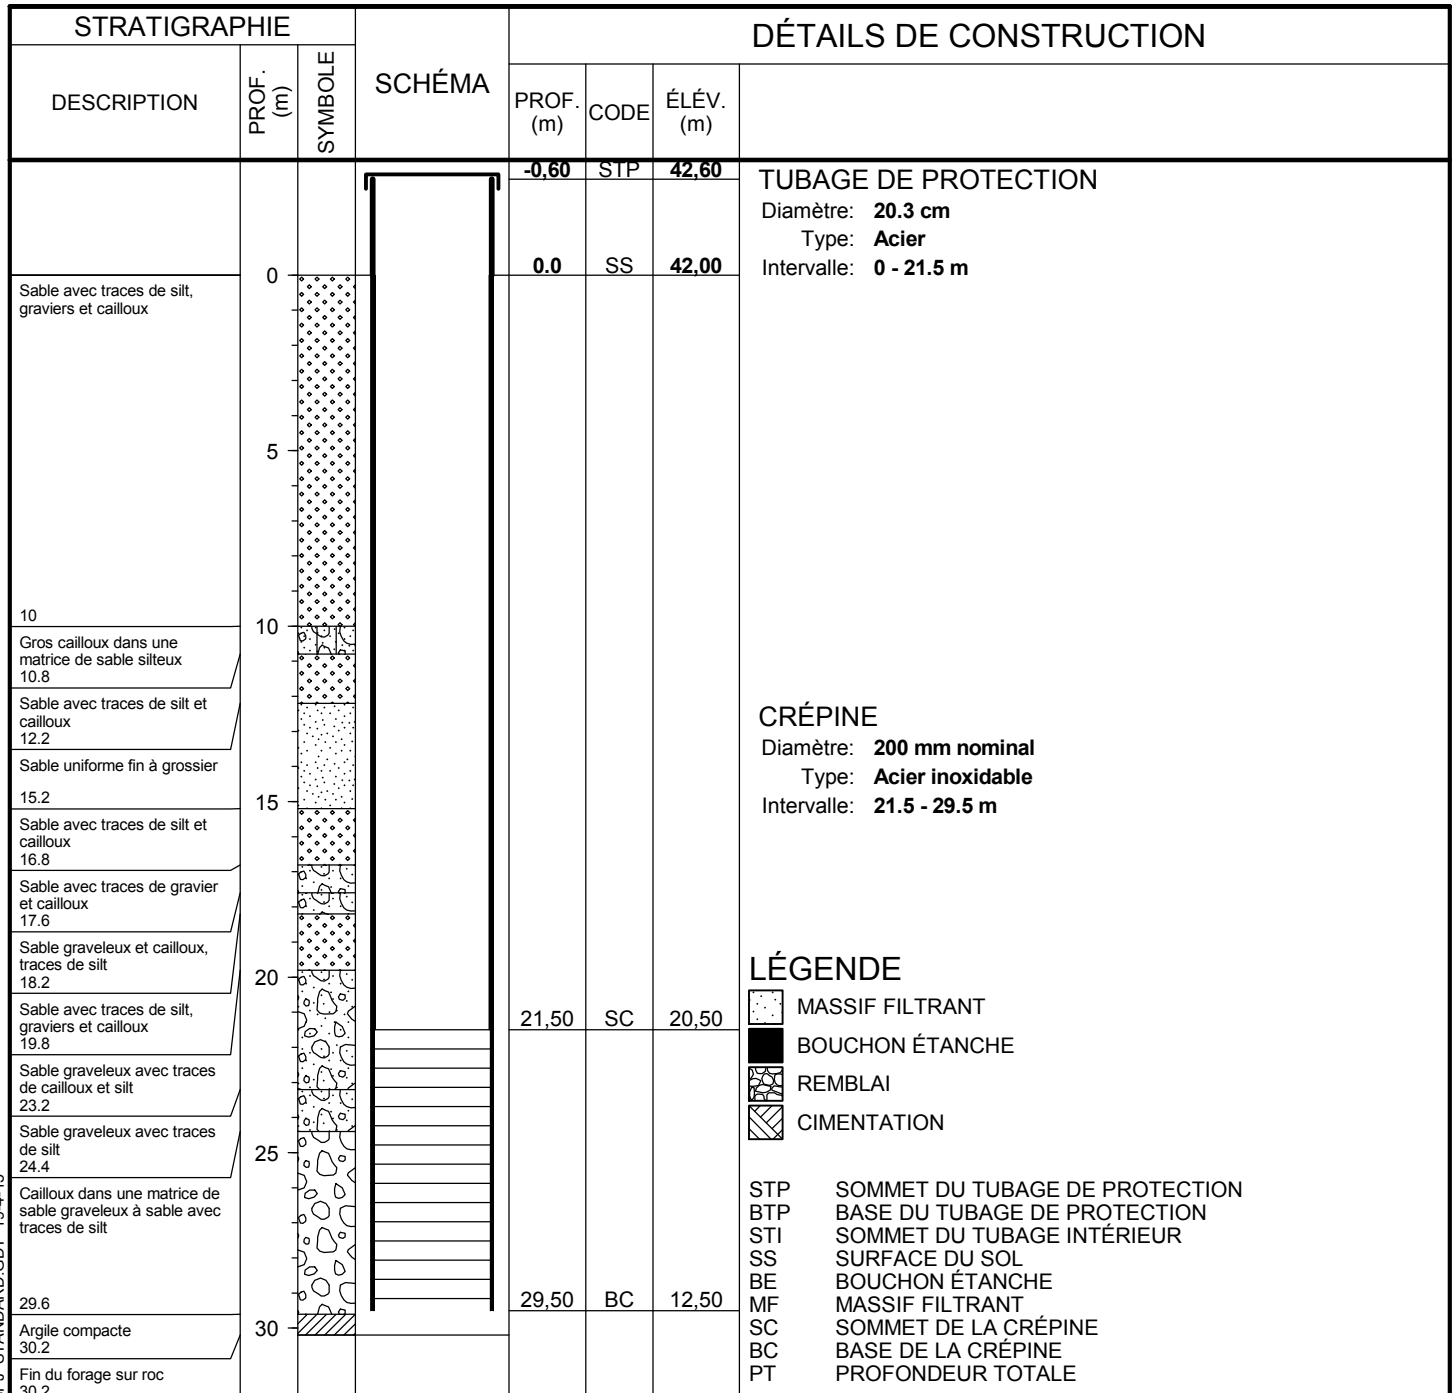 STRATIGRAPHIE
DESCRIPTION
PROF.
(m)
SYMBOLE
SCHÉMA
DÉTAILS DE CONSTRUCTION
PROF.
(m)
CODE
ÉLÉV.
(m)
-0,60 STP 42,60
0.0 SS 42,00
21,50 SC 20,50
29,50 BC 12,50
TUBAGE DE PROTECTION
Diamètre: 20.3 cm
Type: Acier
Intervalle: 0 - 21.5 m
0
5
10
15
20
25
30
Sable avec traces de silt,
graviers et cailloux
10
Gros cailloux dans une
matrice de sable silteux
10.8
Sable avec traces de silt et
cailloux
12.2
Sable uniforme fin à grossier
15.2
Sable avec traces de silt et
cailloux
16.8
Sable avec traces de gravier
et cailloux
17.6
Sable graveleux et cailloux,
traces de silt
18.2
Sable avec traces de silt,
graviers et cailloux
19.8
Sable graveleux avec traces
de cailloux et silt
23.2
Sable graveleux avec traces
de silt
24.4
Cailloux dans une matrice de
sable graveleux à sable avec
traces de silt
29.6
Argile compacte
30.2
Fin du forage sur roc
30.2
CRÉPINE
Diamètre: 200 mm nominal
Type: Acier inoxidable
Intervalle: 21.5 - 29.5 m
LÉGENDE
MASSIF FILTRANT
BOUCHON ÉTANCHE
REMBLAI
CIMENTATION
STP SOMMET DU TUBAGE DE PROTECTION
BTP BASE DU TUBAGE DE PROTECTION
STI SOMMET DU TUBAGE INTÉRIEUR
SS SURFACE DU SOL
BE BOUCHON ÉTANCHE
MF MASSIF FILTRANT
SC SOMMET DE LA CRÉPINE
BC BASE DE LA CRÉPINE
PT PROFONDEUR TOTALE